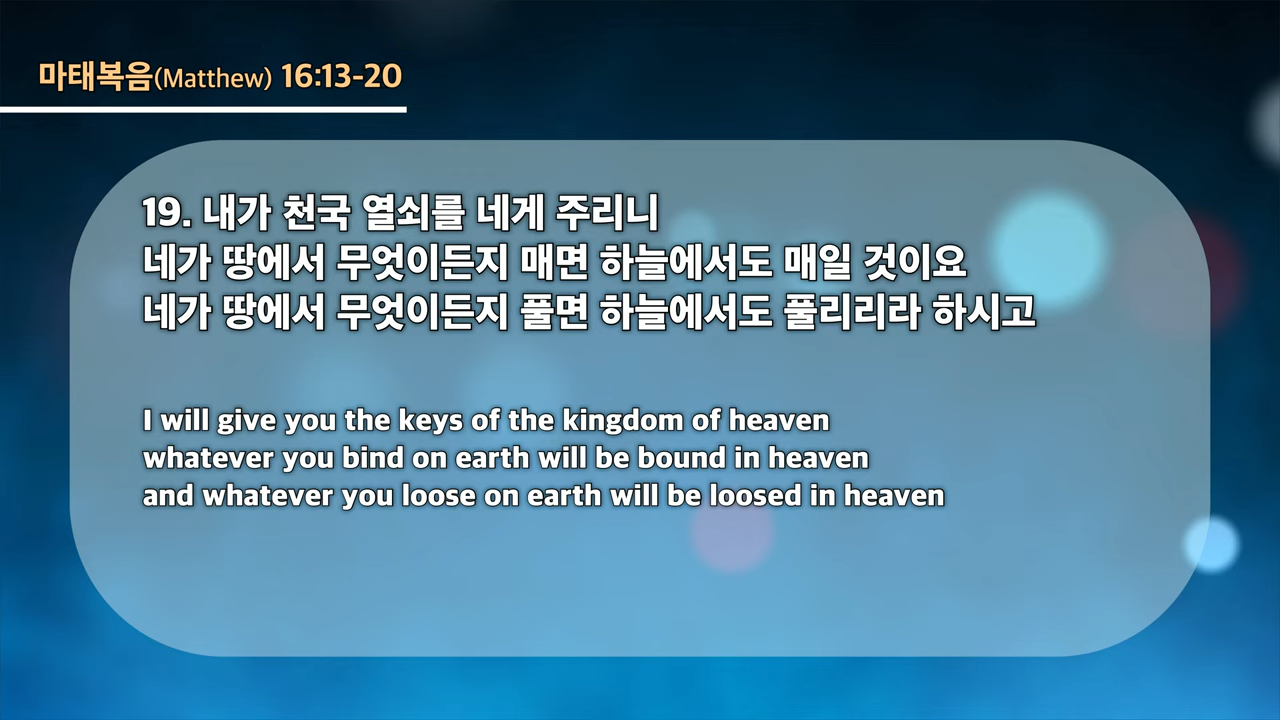 마태복음(Matthew) 16:13-20
19. 내가 천국 열쇠를 네게 주리니
네가 땅에서 무엇이든지 매면 하늘에서도 매일 것이요
네가 땅에서 무엇이든지 풀면 하늘에서도 풀리리라 하시고
I will give you the keys of the kingdom of heaven
whatever you bind on earth will be bound in heaven
and whatever you loose on earth will be loosed in heaven